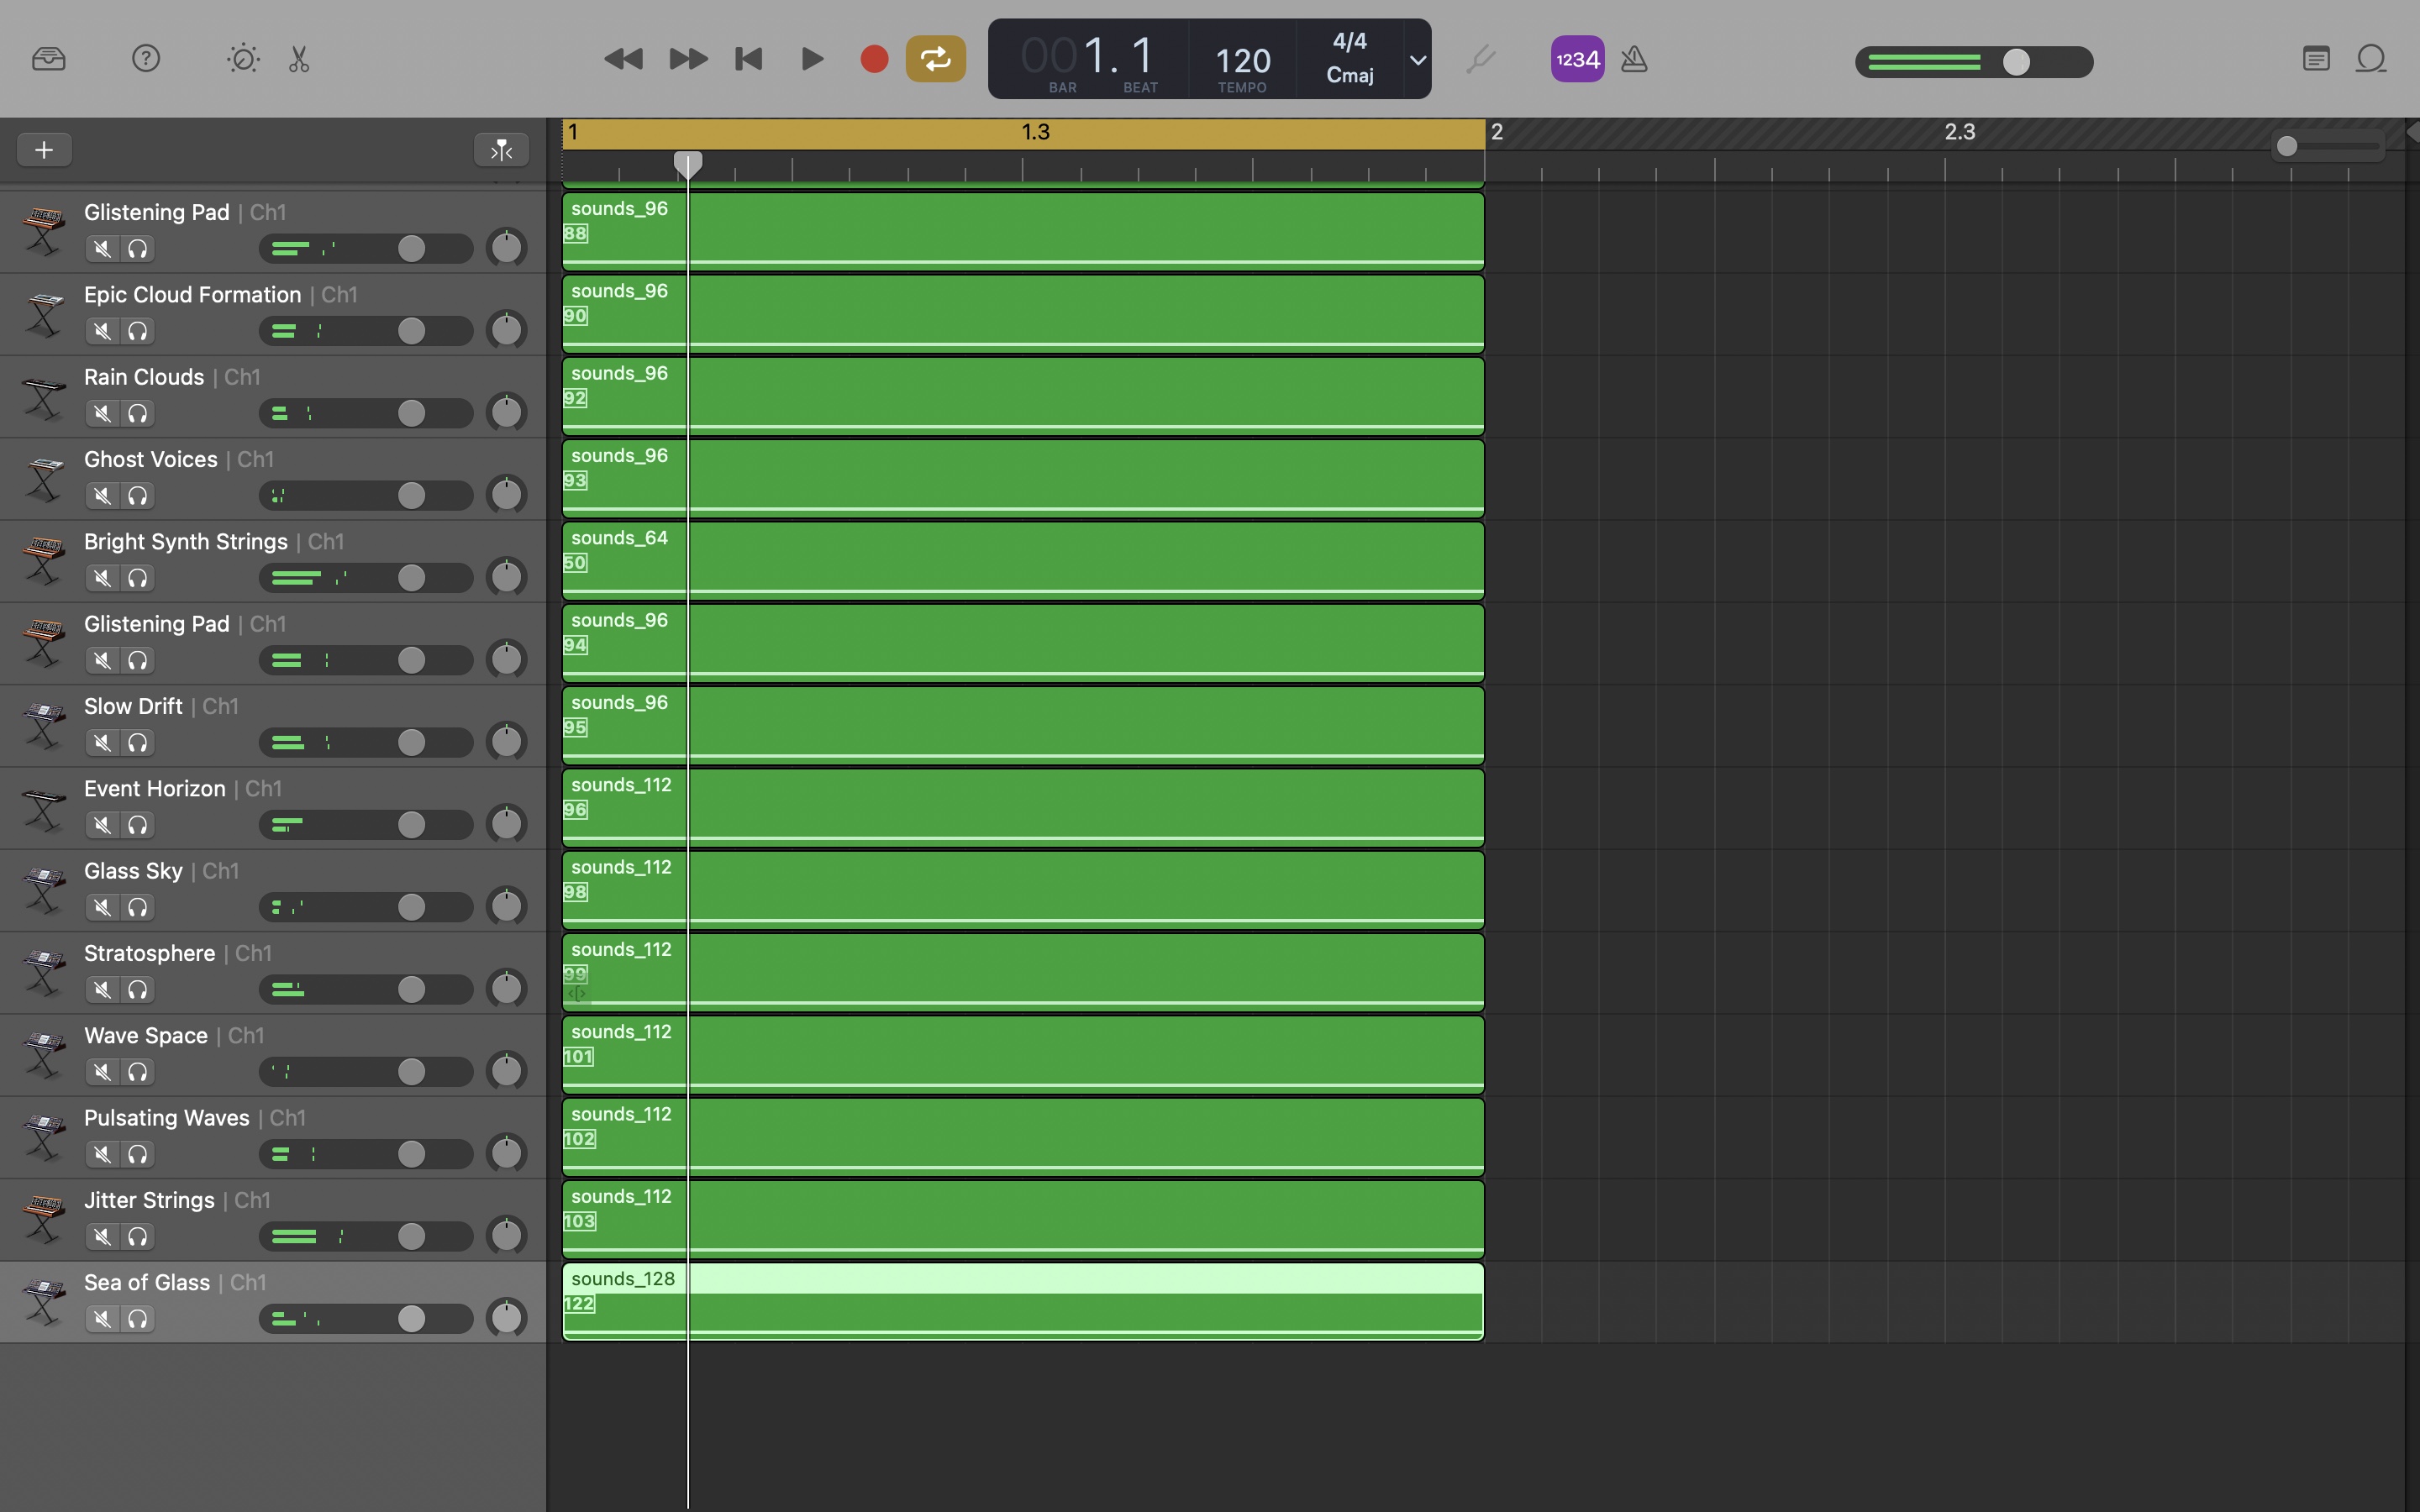 001. 1
BAR
BEAT
120
TEMPO
4/4
Cmaj
1234
1
1.3
2
2.3
Glistening Pad | Ch1
sounds_96
88
Epic Cloud Formation | Ch1
sounds_96
90
Rain Clouds | Ch1
sounds_96
92
Ghost Voices | Ch1
sounds_96
93
Bright Synth Strings | Ch1
sounds_64
50
Glistening Pad | Ch1
sounds_96
94
Slow Drift | Ch1
sounds_96
95
Event Horizon | Ch1
sounds_112
96
Glass Sky | Ch1
sounds_112
98
Stratosphere | Ch1
sounds_112
99
Wave Space | Ch1
sounds_112
101
Pulsating Waves | Ch1
sounds_112
102
Jitter Strings | Ch1
sounds_112
103
Sea of Glass | Ch1
sounds_128
122